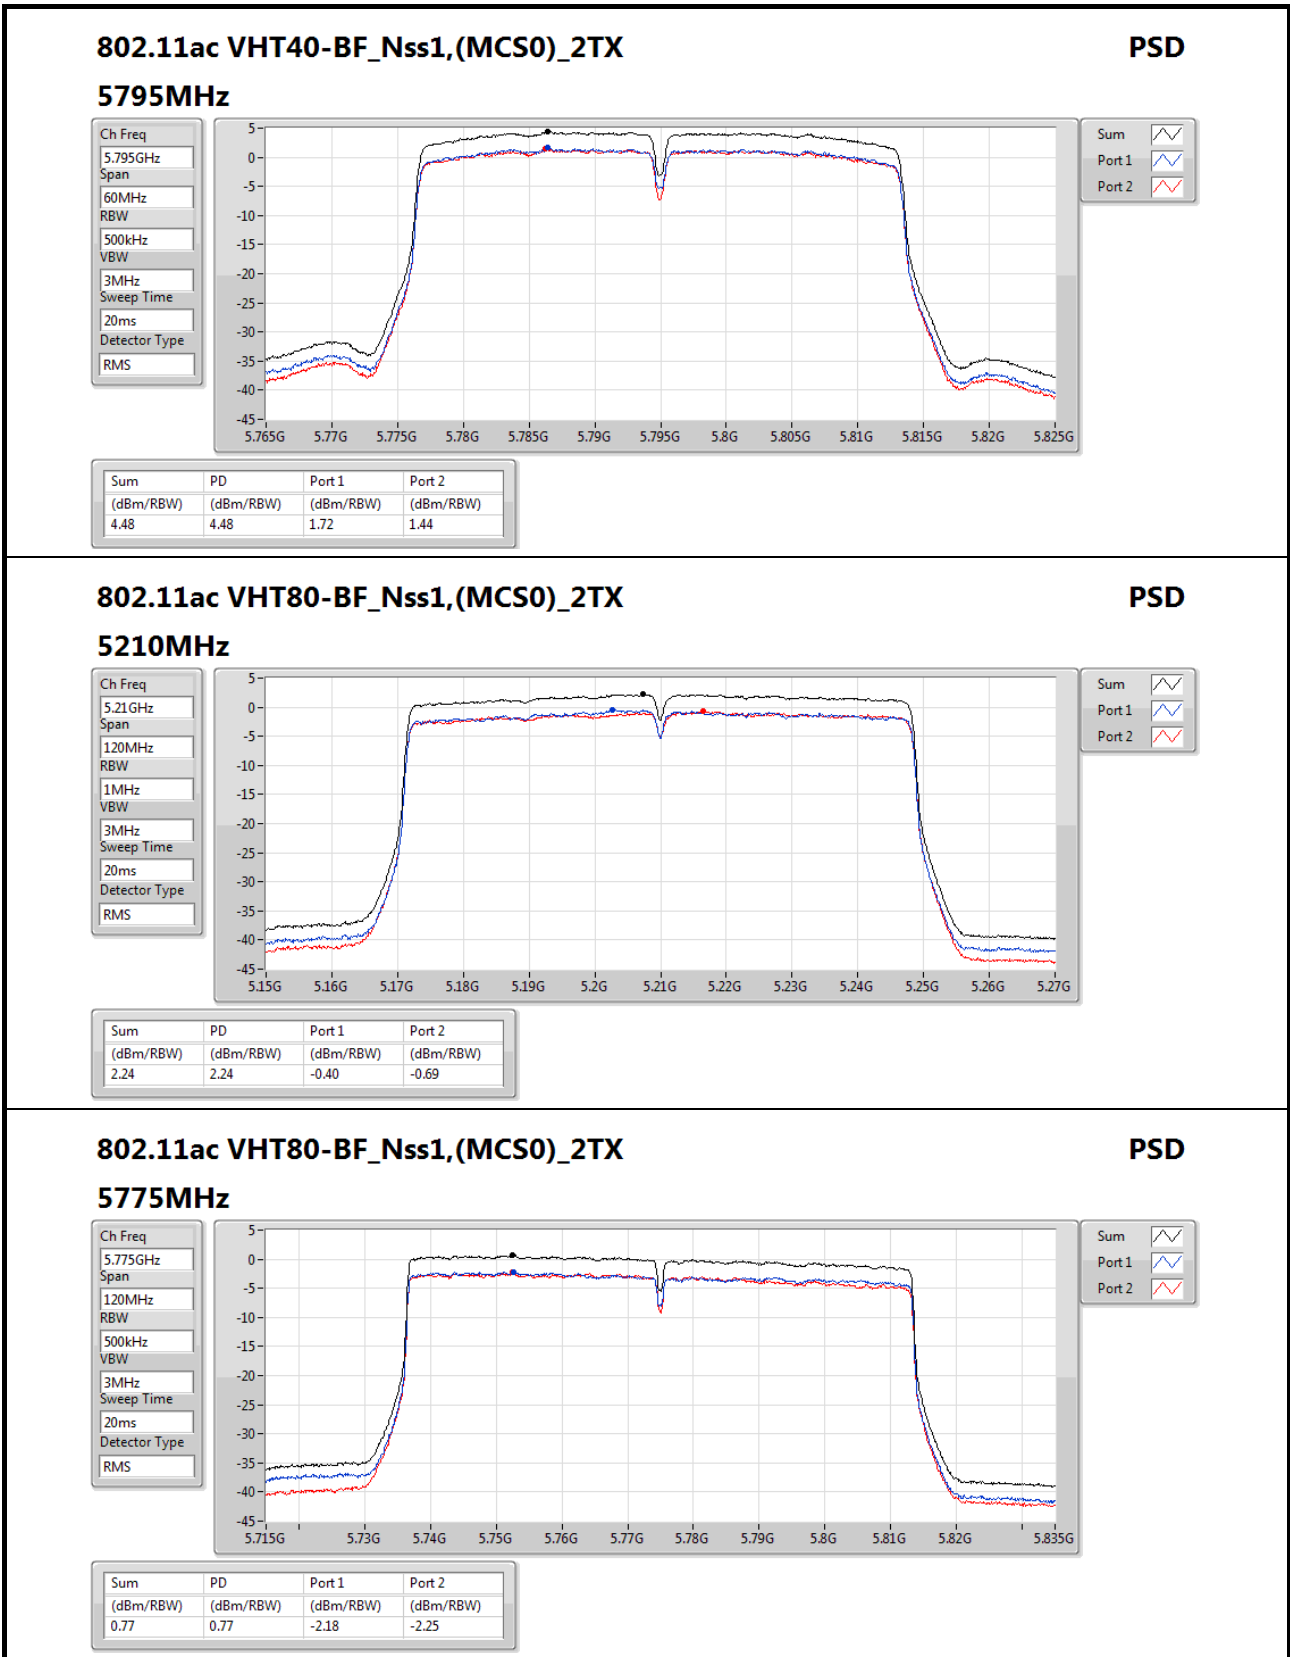 802.11ac VHT40-BF_Nss1,(MCS0)_2TX PSD
5795MHz
Ch Freq
5.795GHz
Span
60MHz
RBW
500kHz
VBW
3MHz
Sweep Time
20ms
Detector Type
RMS
5
0
-5
-10
-15
-20
-25
-30
-35
-40
-45
5.765G 5.77G 5.775G 5.78G 5.785G 5.79G 5.795G 5.8G 5.805G 5.81G 5.815G 5.82G 5.825G
Sum
Port 1
Port 2
Sum PD Port 1 Port 2
(dBm/RBW) (dBm/RBW) (dBm/RBW) (dBm/RBW)
4.48 4.48 1.72 1.44
802.11ac VHT80-BF_Nss1,(MCS0)_2TX PSD
5210MHz
Ch Freq
5.21GHz
Span
120MHz
RBW
1MHz
VBW
3MHz
Sweep Time
20ms
Detector Type
RMS
5
0
-5
-10
-15
-20
-25
-30
-35
-40
-45
5.15G 5.16G 5.17G 5.18G 5.19G 5.2G 5.21G 5.22G 5.23G 5.24G 5.25G 5.26G 5.27G
Sum
Port 1
Port 2
Sum PD Port 1 Port 2
(dBm/RBW) (dBm/RBW) (dBm/RBW) (dBm/RBW)
2.24 2.24 -0.40 -0.69
802.11ac VHT80-BF_Nss1,(MCS0)_2TX PSD
5775MHz
Ch Freq
5.775GHz
Span
120MHz
RBW
500kHz
VBW
3MHz
Sweep Time
20ms
Detector Type
RMS
5
0
-5
-10
-15
-20
-25
-30
-35
-40
-45
5.715G 5.73G 5.74G 5.75G 5.76G 5.77G 5.78G 5.79G 5.8G 5.81G 5.82G 5.835G
Sum
Port 1
Port 2
Sum PD Port 1 Port 2
(dBm/RBW) (dBm/RBW) (dBm/RBW) (dBm/RBW)
0.77 0.77 -2.18 -2.25